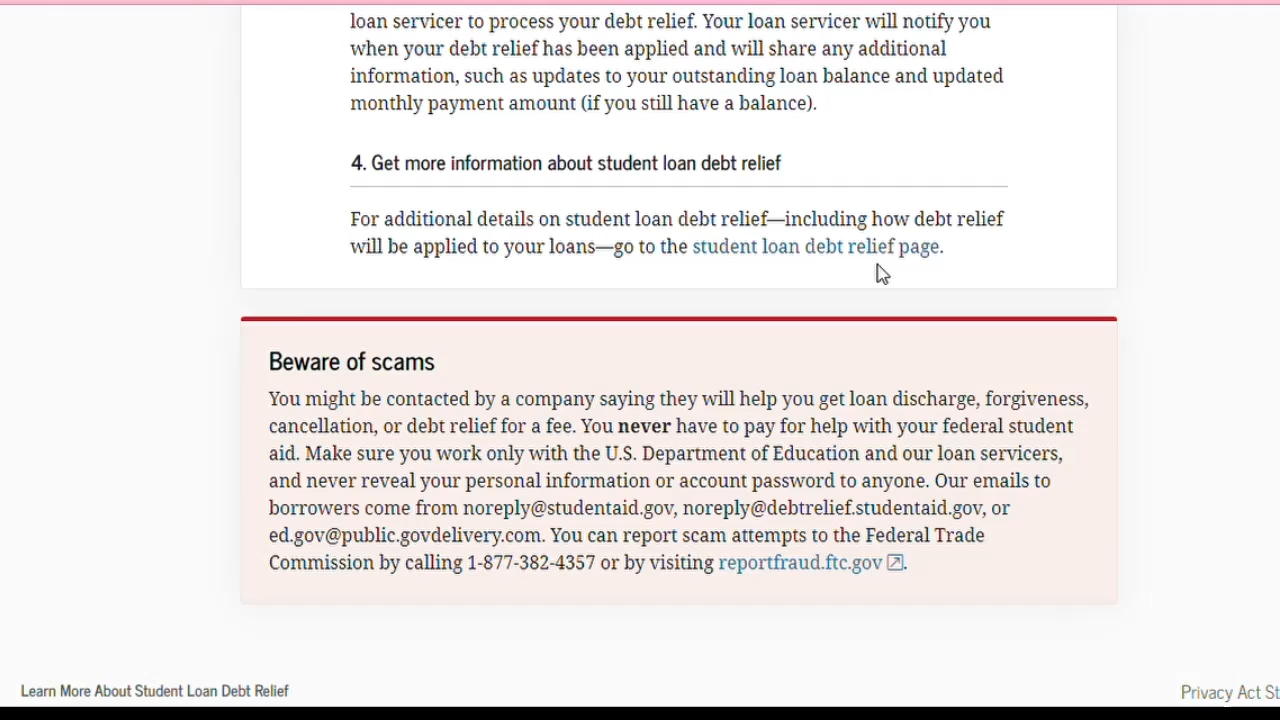 loan servicer to process your debt relief. Your loan servicer will notify you
when your debt relief has been applied and will share any additional
information, such as updates to your outstanding loan balance and updated
monthly payment amount (if you still have a balance).
4. Get more information about student loan debt relief
For additional details on student loan debt relief—including how debt relief
will be applied to your loans—go to the student loan debt relief page.
Beware of scams
You might be contacted by a company saying they will help you get loan discharge, forgiveness,
cancellation, or debt relief for a fee. You never have to pay for help with your federal student
aid. Make sure you work only with the U.S. Department of Education and our loan servicers,
and never reveal your personal information or account password to anyone. Our emails to
borrowers come from noreply@studentaid.gov, noreply@debtrelief.studentaid.gov, or
ed.gov@public.govdelivery.com. You can report scam attempts to the Federal Trade
Commission by calling 1-877-382-4357 or by visiting reportfraud.ftc.gov.
Learn More About Student Loan Debt Relief
Privacy Act St